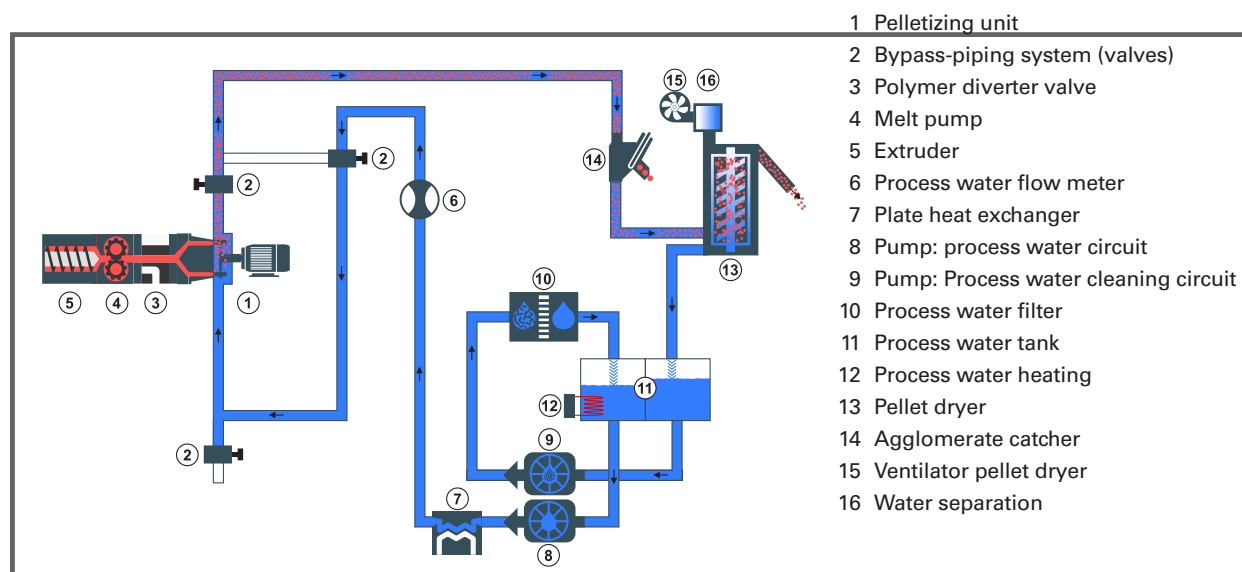 1 Pelletizing unit
2 Bypass-piping system (valves)
3 Polymer diverter valve
4 Melt pump
5 Extruder
6 Process water flow meter
7 Plate heat exchanger
8 Pump: process water circuit
9 Pump: Process water cleaning circuit
10 Process water filter
11 Process water tank
12 Process water heating
13 Pellet dryer
14 Agglomerate catcher
15 Ventilator pellet dryer
16 Water separation
15 16
14
2
2
6
5 4 3 1
13
10
11
12
2
9
7
8